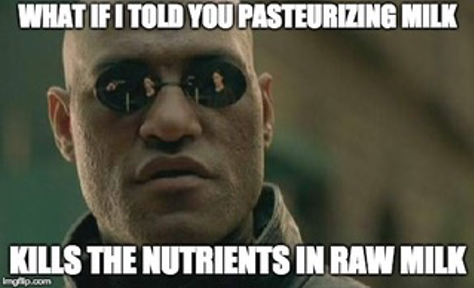 WHAT IF I TOLD YOU PASTEURIZING MILK
KILLS THE NUTRIENTS IN RAW MILK
imgflip.com